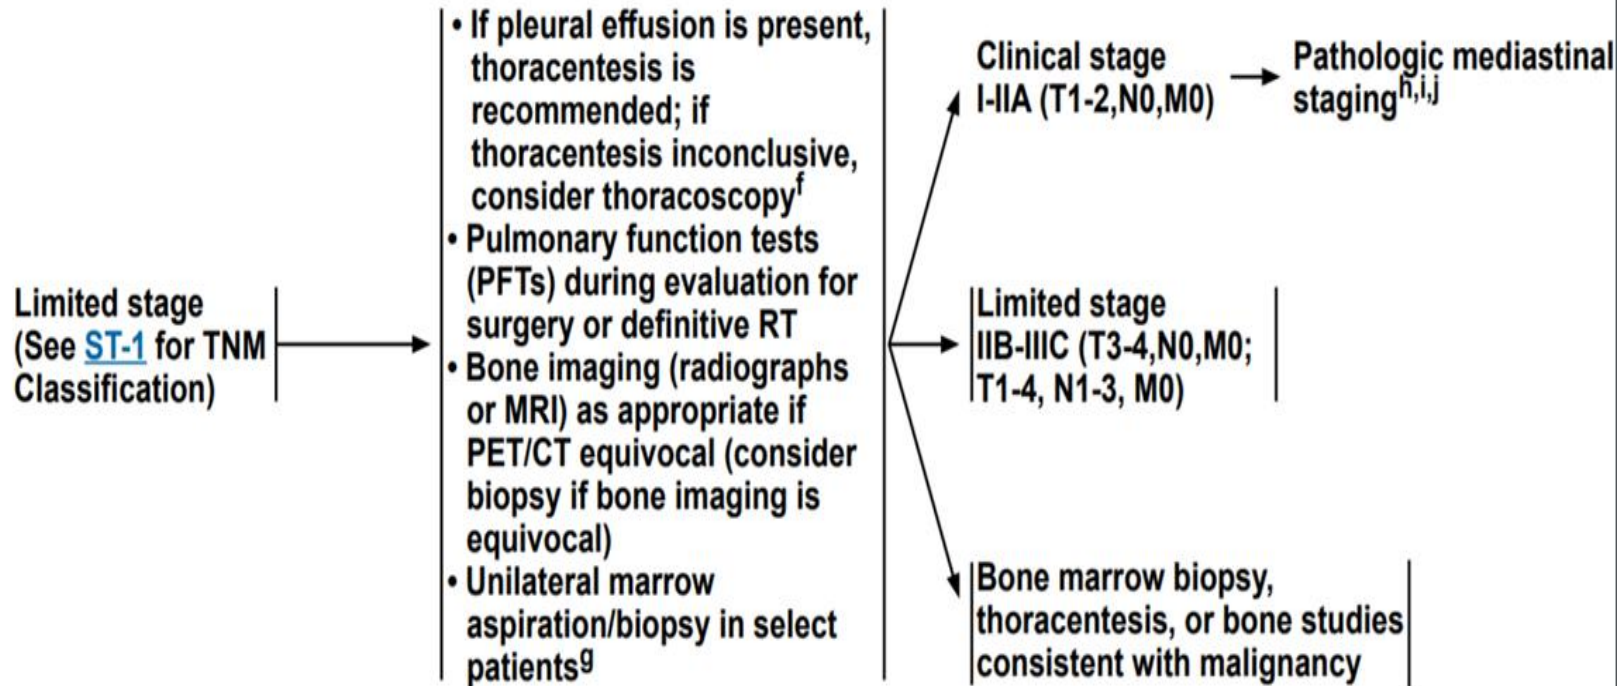 Limited stage
(See ST-1 for TNM
Classification)
• If pleural effusion is present,
thoracentesis is
recommended; if
thoracentesis inconclusive,
consider thoracoscopyf
• Pulmonary function tests
(PFTs) during evaluation for
surgery or definitive RT
• Bone imaging (radiographs
or MRI) as appropriate if
PET/CT equivocal (consider
biopsy if bone imaging is
equivocal)
• Unilateral marrow
aspiration/biopsy in select
patientsg
Clinical stage
I-IIA (T1-2,N0,M0)
Pathologic mediastinal
stagingh,i,j
Limited stage
IIB-IIIC (T3-4,N0,M0;
T1-4, N1-3, M0)
Bone marrow biopsy,
thoracentesis, or bone studies
consistent with malignancy